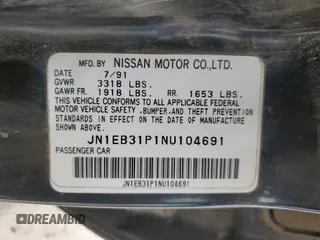 MFD BY NISSAN MOTOR CO.,LTD.
DATE 7/91
GVWR 3318 LBS.
GAWR FR. 1918 LBS. RR. 1653 LBS.
THIS VEHICLE CONFORMS TO ALL APPLICABLE FEDERAL
MOTOR VEHICLE SAFETY, BUMPER, AND THEFT PREVENTION
STANDARDS IN EFFECT ON THE DATE OF
MANUFACTURE SHOWN ABOVE.
JN1EB31P1NU104691
PASSENGER CAR
JN1EB31P1NU104691
DREAMBID